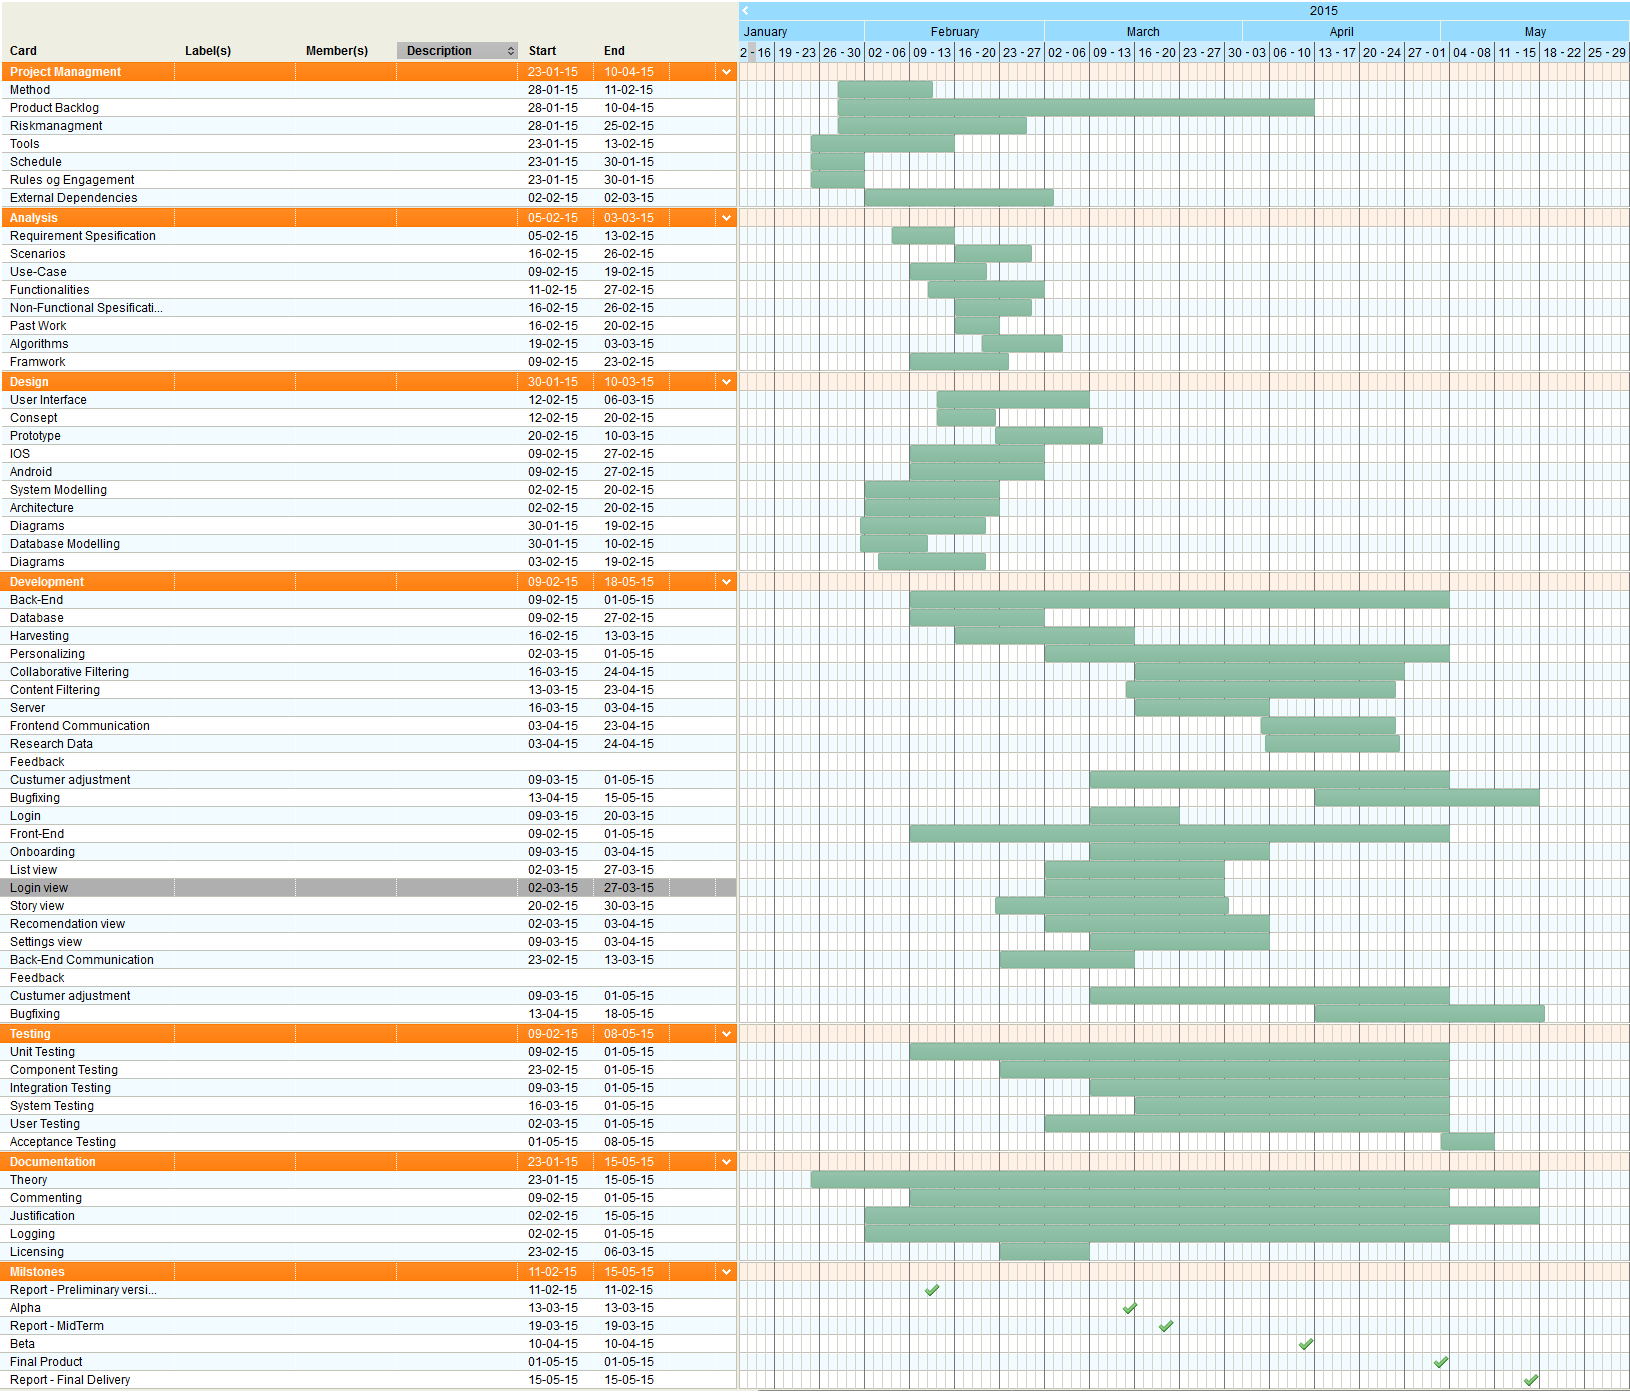 2015
January February March April May
Card Label(s) Member(s) Description Start End 2 - 16 19 - 23 26 - 30 02 - 06 09 - 13 16 - 20 23 - 27 02 - 06 09 - 13 16 - 20 23 - 27 30 - 03 06 - 10 13 - 17 20 - 24 27 - 01 04 - 08 11 - 15 18 - 22 25 - 29
Project Managment 23-01-15 10-04-15
Method 28-01-15 11-02-15
Product Backlog 28-01-15 10-04-15
Riskmanagment 28-01-15 25-02-15
Tools 23-01-15 13-02-15
Schedule 23-01-15 30-01-15
Rules og Engagement 23-01-15 30-01-15
External Dependencies 02-02-15 02-03-15
Analysis 05-02-15 03-03-15
Requirement Spesification 05-02-15 13-02-15
Scenarios 16-02-15 26-02-15
Use-Case 09-02-15 19-02-15
Functionalities 11-02-15 27-02-15
Non-Functional Spesificati... 16-02-15 26-02-15
Past Work 16-02-15 20-02-15
Algorithms 19-02-15 03-03-15
Framwork 09-02-15 23-02-15
Design 30-01-15 10-03-15
User Interface 12-02-15 06-03-15
Consept 12-02-15 20-02-15
Prototype 20-02-15 10-03-15
IOS 09-02-15 27-02-15
Android 09-02-15 27-02-15
System Modelling 02-02-15 20-02-15
Architecture 02-02-15 20-02-15
Diagrams 30-01-15 19-02-15
Database Modelling 30-01-15 10-02-15
Diagrams 03-02-15 19-02-15
Development 09-02-15 18-05-15
Back-End 09-02-15 01-05-15
Database 09-02-15 27-02-15
Harvesting 16-02-15 13-03-15
Personalizing 02-03-15 01-05-15
Collaborative Filtering 16-03-15 24-04-15
Content Filtering 13-03-15 23-04-15
Server 16-03-15 03-04-15
Frontend Communication 03-04-15 23-04-15
Research Data 03-04-15 24-04-15
Feedback
Custumer adjustment 09-03-15 01-05-15
Bugfixing 13-04-15 15-05-15
Login 09-03-15 20-03-15
Front-End 09-02-15 01-05-15
Onboarding 09-03-15 03-04-15
List view 02-03-15 27-03-15
Login view 02-03-15 27-03-15
Story view 20-02-15 30-03-15
Recomendation view 02-03-15 03-04-15
Settings view 09-03-15 03-04-15
Back-End Communication 23-02-15 13-03-15
Feedback
Custumer adjustment 09-03-15 01-05-15
Bugfixing 13-04-15 18-05-15
Testing 09-02-15 08-05-15
Unit Testing 09-02-15 01-05-15
Component Testing 23-02-15 01-05-15
Integration Testing 09-03-15 01-05-15
System Testing 16-03-15 01-05-15
User Testing 02-03-15 01-05-15
Acceptance Testing 01-05-15 08-05-15
Documentation 23-01-15 15-05-15
Theory 23-01-15 15-05-15
Commenting 09-02-15 01-05-15
Justification 02-02-15 15-05-15
Logging 02-02-15 01-05-15
Licensing 23-02-15 06-03-15
Milstones 11-02-15 15-05-15
Report - Preliminary versi... 11-02-15 11-02-15
Alpha 13-03-15 13-03-15
Report - MidTerm 19-03-15 19-03-15
Beta 10-04-15 10-04-15
Final Product 01-05-15 01-05-15
Report - Final Delivery 15-05-15 15-05-15